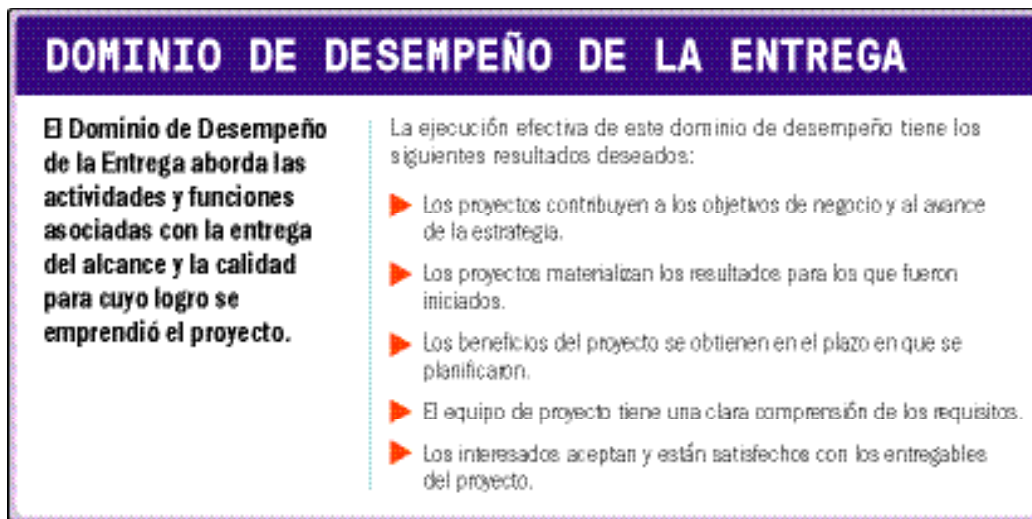 DOMINIO DE DESEMPEÑO DE LA ENTREGA
El Dominio de Desempeño
de la Entrega aborda las
actividades y funciones
asociadas con la entrega
del alcance y la calidad
para cuyo logro se
emprendió el proyecto.
La ejecución efectiva de este dominio de desempeño tiene los
siguientes resultados deseados:
Los proyectos contribuyen a los objetivos de negocio y al avance
de la estrategia.
Los proyectos materializan los resultados para los que fueron
iniciados.
Los beneficios del proyecto se obtienen en el plazo en que se
planificaron.
El equipo de proyecto tiene una clara comprensión de los requisitos.
Los interesados aceptan y están satisfechos con los entregables
del proyecto.